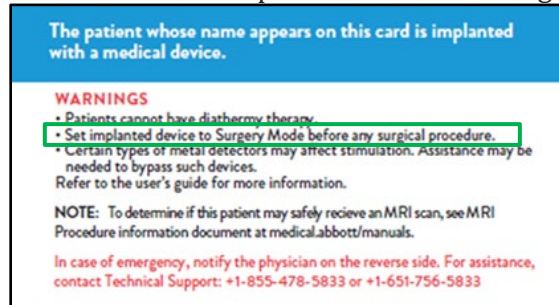 The patient whose name appears on this card is implanted
with a medical device.
WARNINGS
• Patients cannot have diathermy therapy.
• Set implanted device to Surgery Mode before any surgical procedure.
• Certain types of metal detectors may affect stimulation. Assistance may be
needed to bypass such devices.
Refer to the user's guide for more information.
NOTE: To determine if this patient may safely recieve an MRI scan, see MRI
Procedure information document at medical.abbott/manuals.
In case of emergency, notify the physician on the reverse side. For assistance,
contact Technical Support: +1-855-478-5833 or +1-651-756-5833